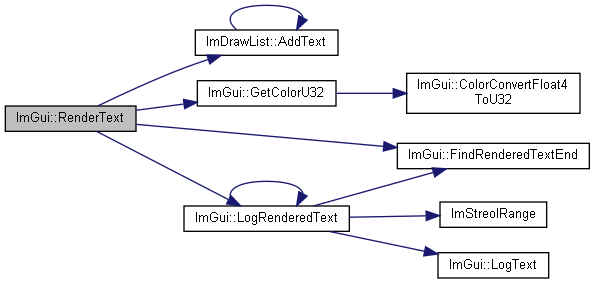 ImDrawList::AddText
ImGui::GetColorU32
ImGui::ColorConvertFloat4
ToU32
ImGui::RenderText
ImGui::FindRenderedTextEnd
ImGui::LogRenderedText
ImStreolRange
ImGui::LogText